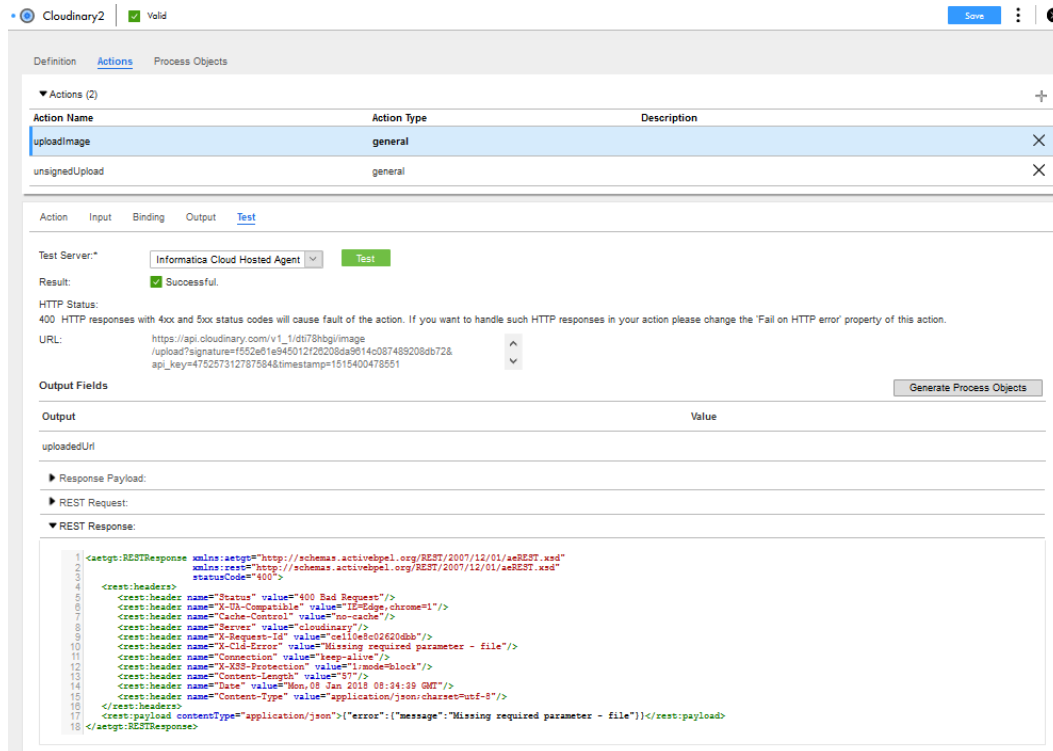 Cloudinary2 Valid Save
Definition Actions Process Objects
Actions (2)
Action Name Action Type Description
uploadImage general
unsignedUpload general
Action Input Binding Output Test
Test Server:* Informatica Cloud Hosted Agent Test
Result: Successful.
HTTP Status:
400 HTTP responses with 4xx and 5xx status codes will cause fault of the action. If you want to handle such HTTP responses in your action please change the 'Fail on HTTP error' property of this action.
URL: https://api.cloudinary.com/v1_1/dti78hbgi/image
/upload?signature=f552e61e945012f26208da9614c087489208db72&
api_key=475257312787584&timestamp=1515400478551
Output Fields Generate Process Objects
Output Value
uploadedUrl
Response Payload:
REST Request:
REST Response:
1 <aetgt:RESTResponse xmlns:aetgt="http://schemas.activebpel.org/REST/2007/12/01/aeREST.xsd"
2 xmlns:rest="http://schemas.activebpel.org/REST/2007/12/01/aeREST.xsd"
3 statusCode="400">
4 <rest:headers>
5 <rest:header name="Status" value="400 Bad Request"/>
6 <rest:header name="X-UA-Compatible" value="IE=Edge,chrome=1"/>
7 <rest:header name="Cache-Control" value="no-cache"/>
8 <rest:header name="Server" value="cloudinary"/>
9 <rest:header name="X-Request-Id" value="ce110e8c02620dbb"/>
10 <rest:header name="X-Cld-Error" value="Missing required parameter - file"/>
11 <rest:header name="Connection" value="keep-alive"/>
12 <rest:header name="X-XSS-Protection" value="1;mode=block"/>
13 <rest:header name="Content-Length" value="57"/>
14 <rest:header name="Date" value="Mon,08 Jan 2018 08:34:39 GMT"/>
15 <rest:header name="Content-Type" value="application/json;charset=utf-8"/>
16 </rest:headers>
17 <rest:payload contentType="application/json">{"error":{"message":"Missing required parameter - file"}}</rest:payload>
18 </aetgt:RESTResponse>